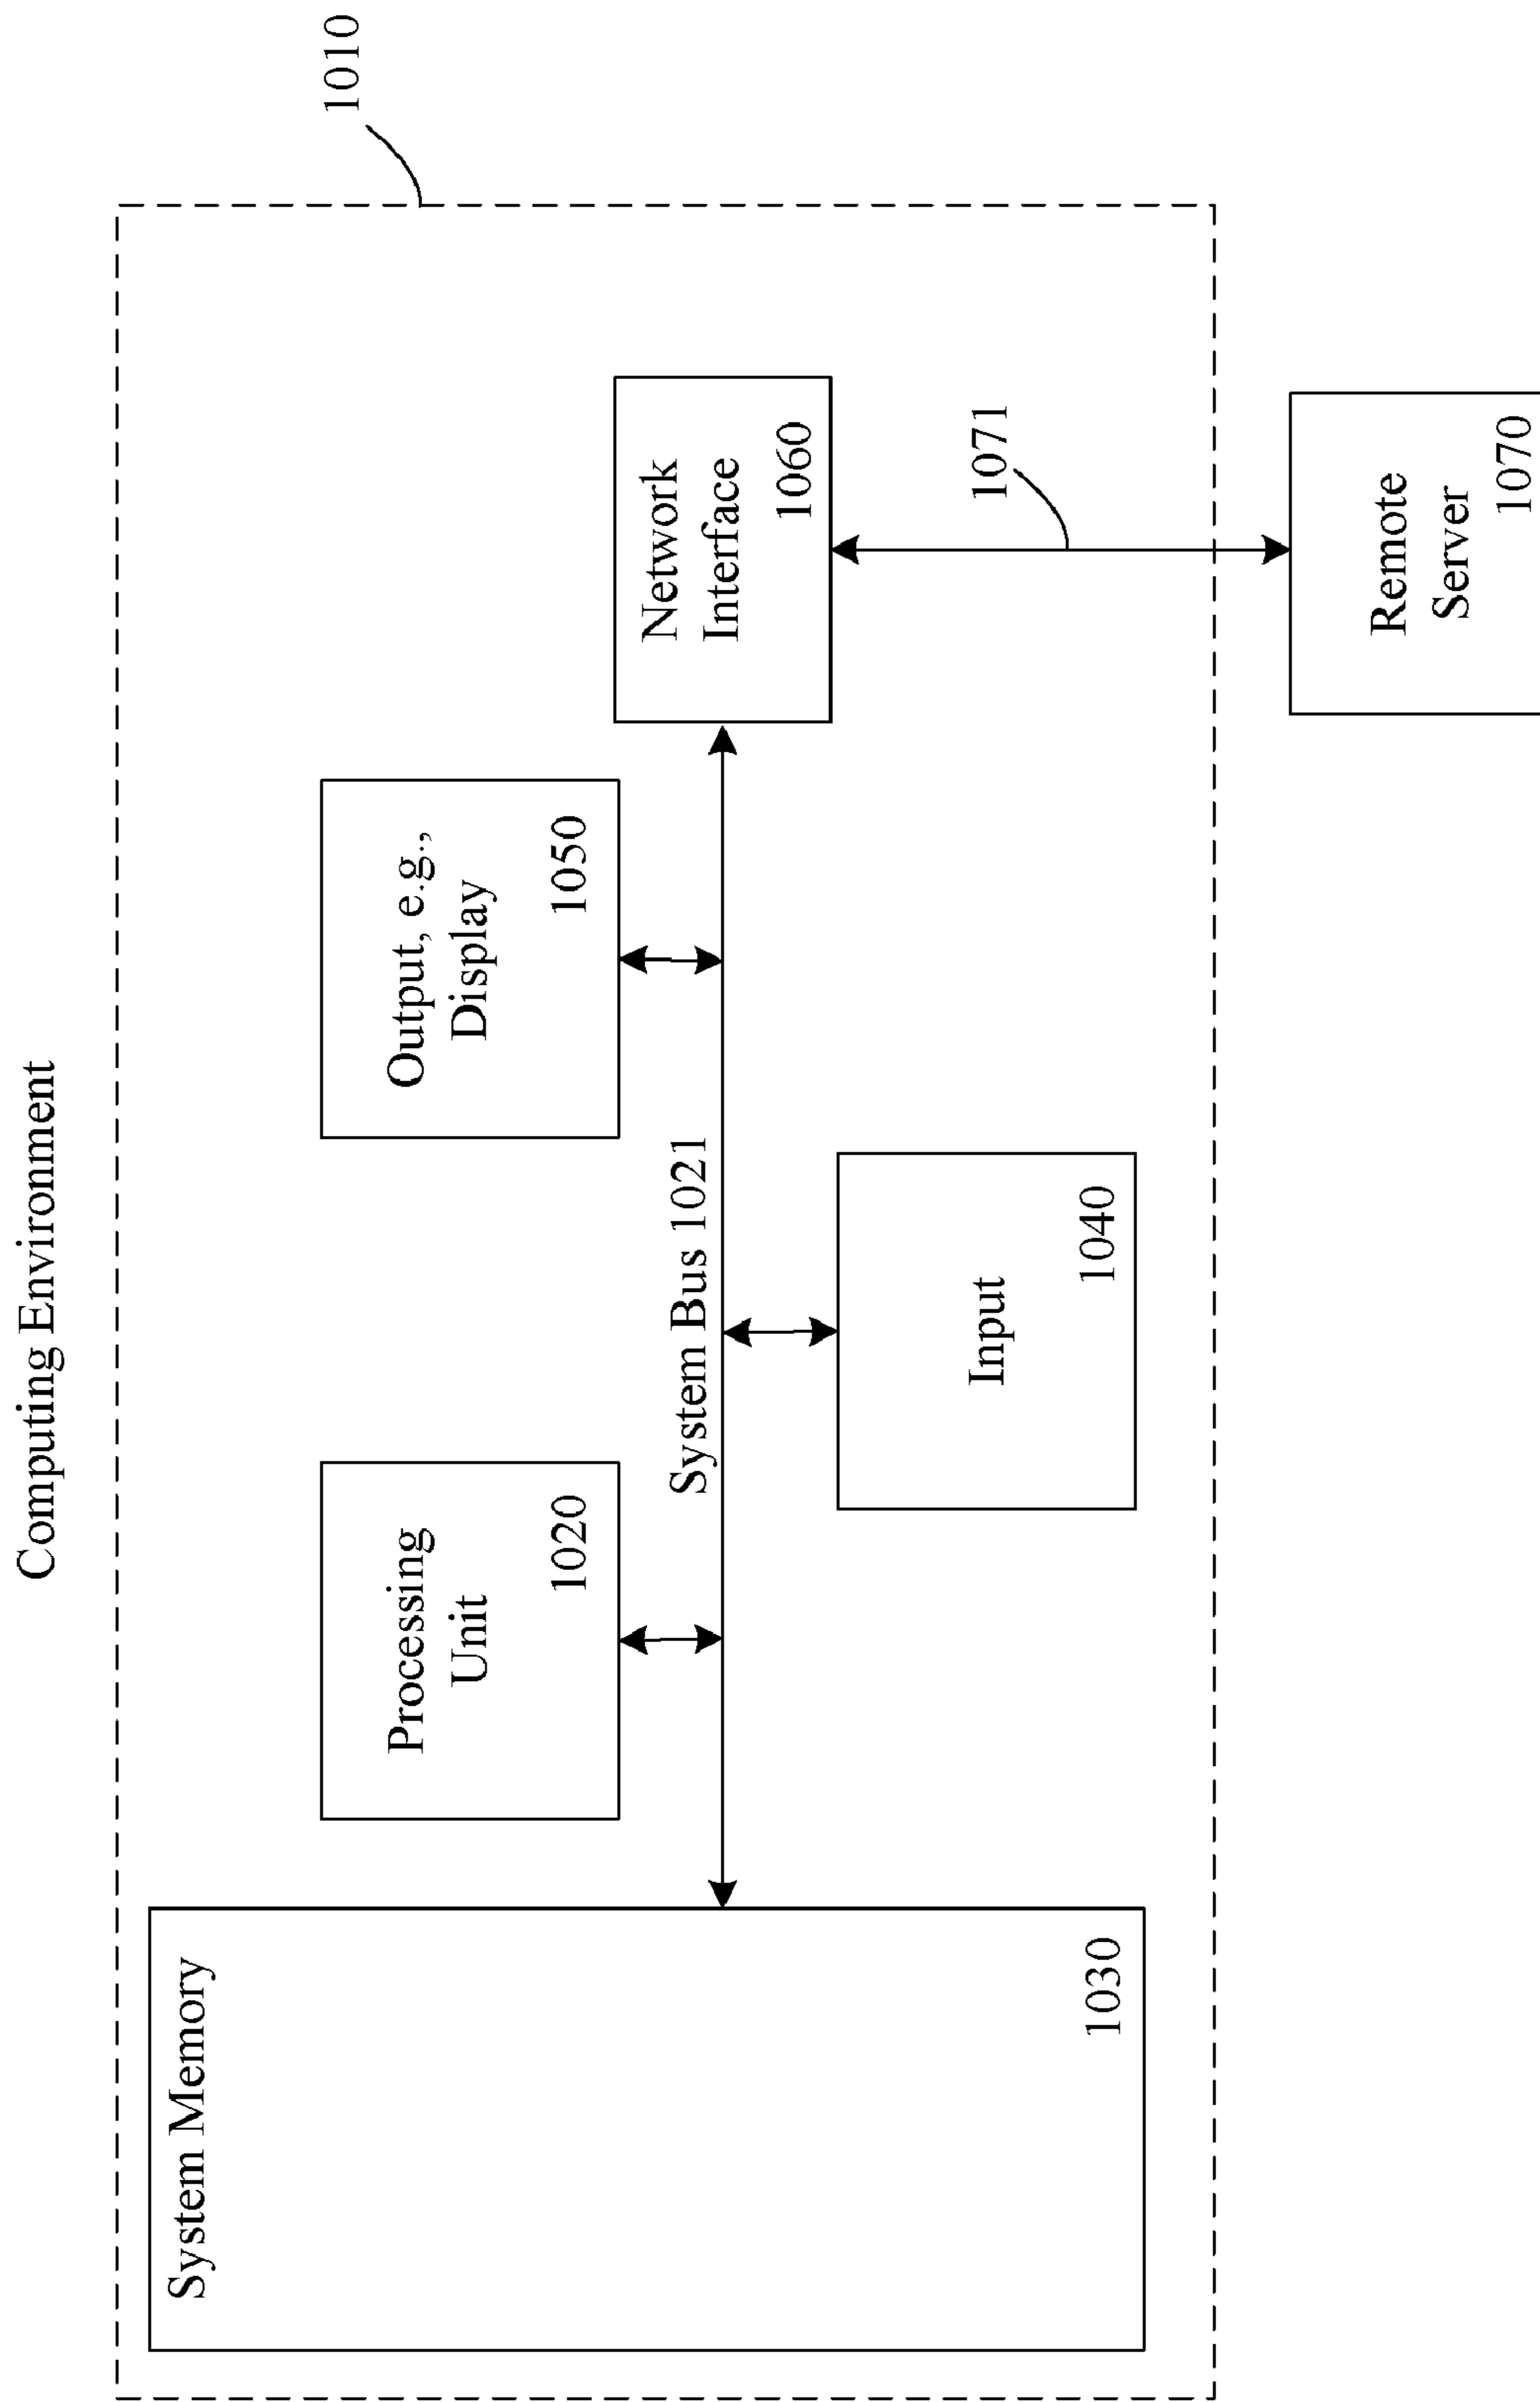 Computing Environment
1010
System Memory
1030
Processing
Unit
1020
Output, e.g.,
Display
1050
System Bus 1021
Input
1040
Network
Interface
1060
1071
Remote
Server
1070